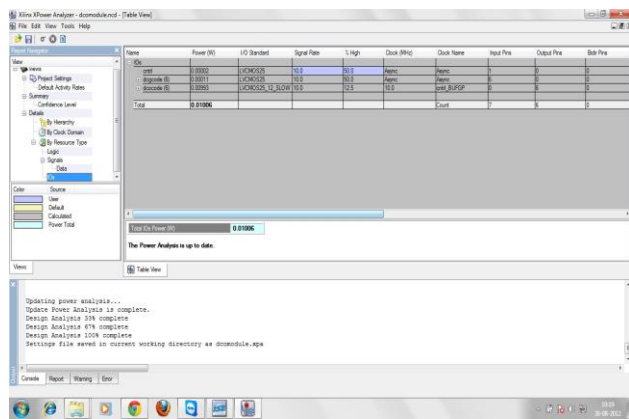 Xilinx XPower Analyzer - dcomodule.ncd - [Table View]
File Edit View Tools Help
Report Navigator
View
Views
Project Settings
Default Activity Rates
Summary
Confidence Level
Details
By Hierarchy
By Clock Domain
By Resource Type
Logic
Signals
Data
IOs
Color Source
User
Default
Calculated
Power Total
Views
Name Power (W) I/O Standard Signal Rate % High Clock (MHz) Clock Name Input Pins Output Pins Bidir Pins
IOs
0.00002 LVCMOS25 10.0 50.0 Async Async 1 0 0
0.00011 LVCMOS25 10.0 50.0 Async Async 6 0 0
0.00993 LVCMOS25_12_SLOW 10.0 12.5 10.0 0 6 0
Total 0.01006 Count 7 6 0
Total IOs Power (W) 0.01006
The Power Analysis is up to date.
Table View
Updating power analysis...
Update Power Analysis is complete.
Design Analysis 33% complete
Design Analysis 67% complete
Design Analysis 100% complete
Settings file saved in current working directory as dcomodule.xpa
Console Report Warning Error
10:19
30-08-2012